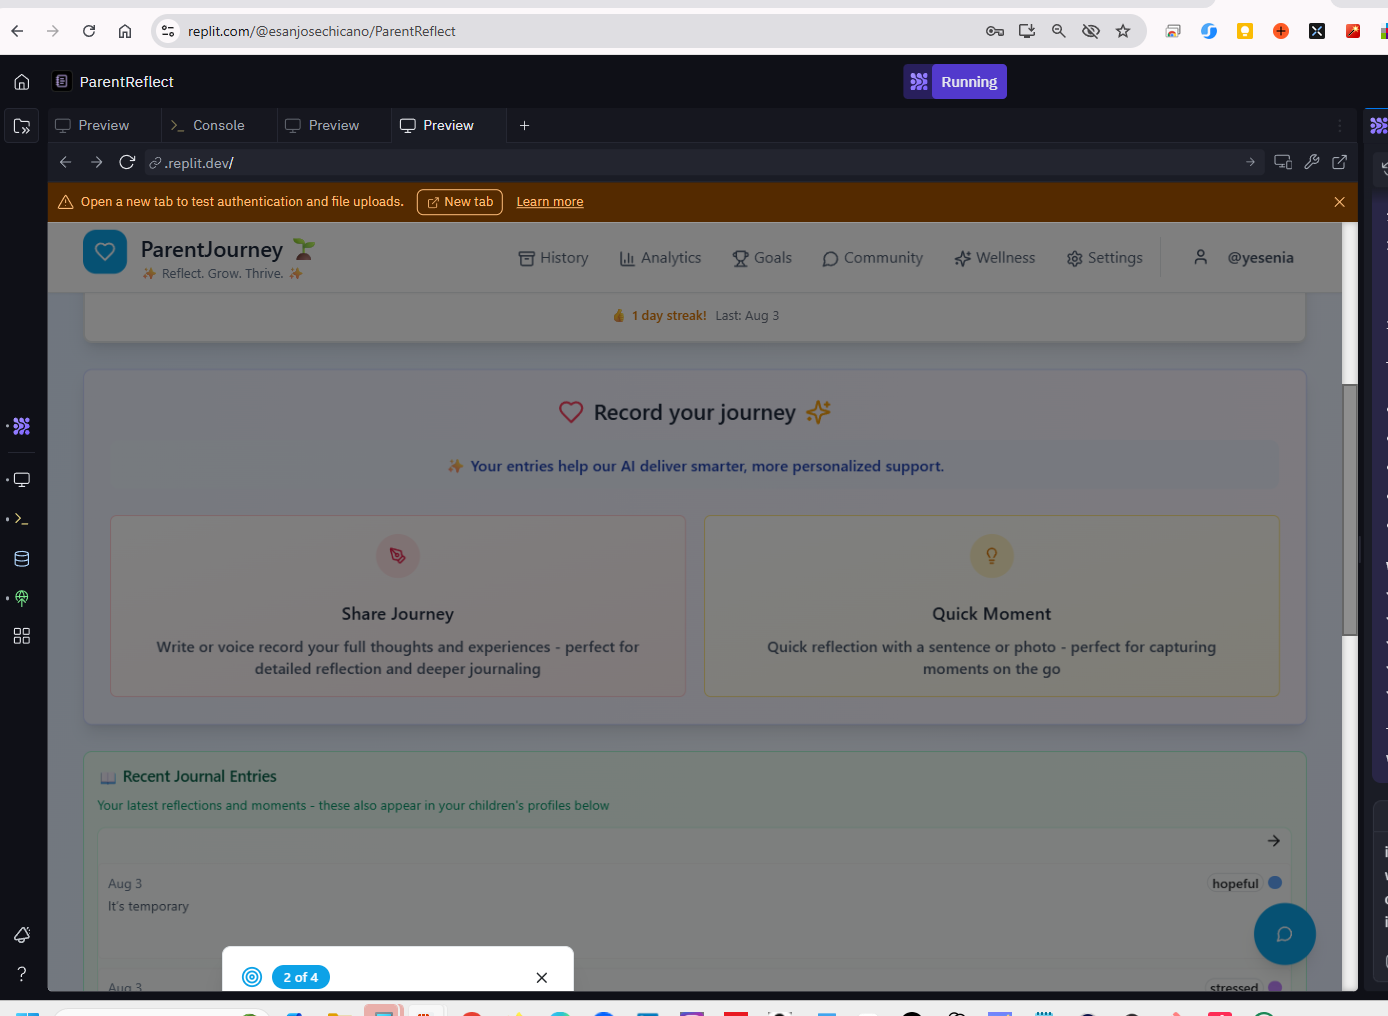 replit.com/@esanjosechicano/ParentReflect
ParentReflect
Running
Preview
Console
Preview
Preview
.replit.dev/
Open a new tab to test authentication and file uploads.
New tab
Learn more
ParentJourney
Reflect. Grow. Thrive.
History
Analytics
Goals
Community
Wellness
Settings
@yesenia
1 day streak! Last: Aug 3
Record your journey
Your entries help our AI deliver smarter, more personalized support.
Share Journey
Write or voice record your full thoughts and experiences - perfect for
detailed reflection and deeper journaling
Quick Moment
Quick reflection with a sentence or photo - perfect for capturing
moments on the go
Recent Journal Entries
Your latest reflections and moments - these also appear in your children's profiles below
Aug 3
hopeful
It's temporary
2 of 4
Aug 3
stressed